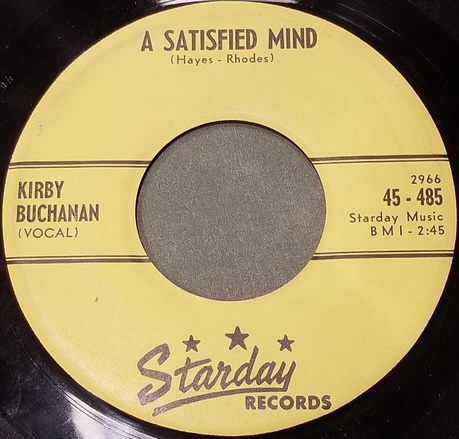 A SATISFIED MIND
(Hayes - Rhodes)
KIRBY
BUCHANAN
(VOCAL)
2966
45 - 485
Starday Music
B M I - 2:45
Starday
RECORDS